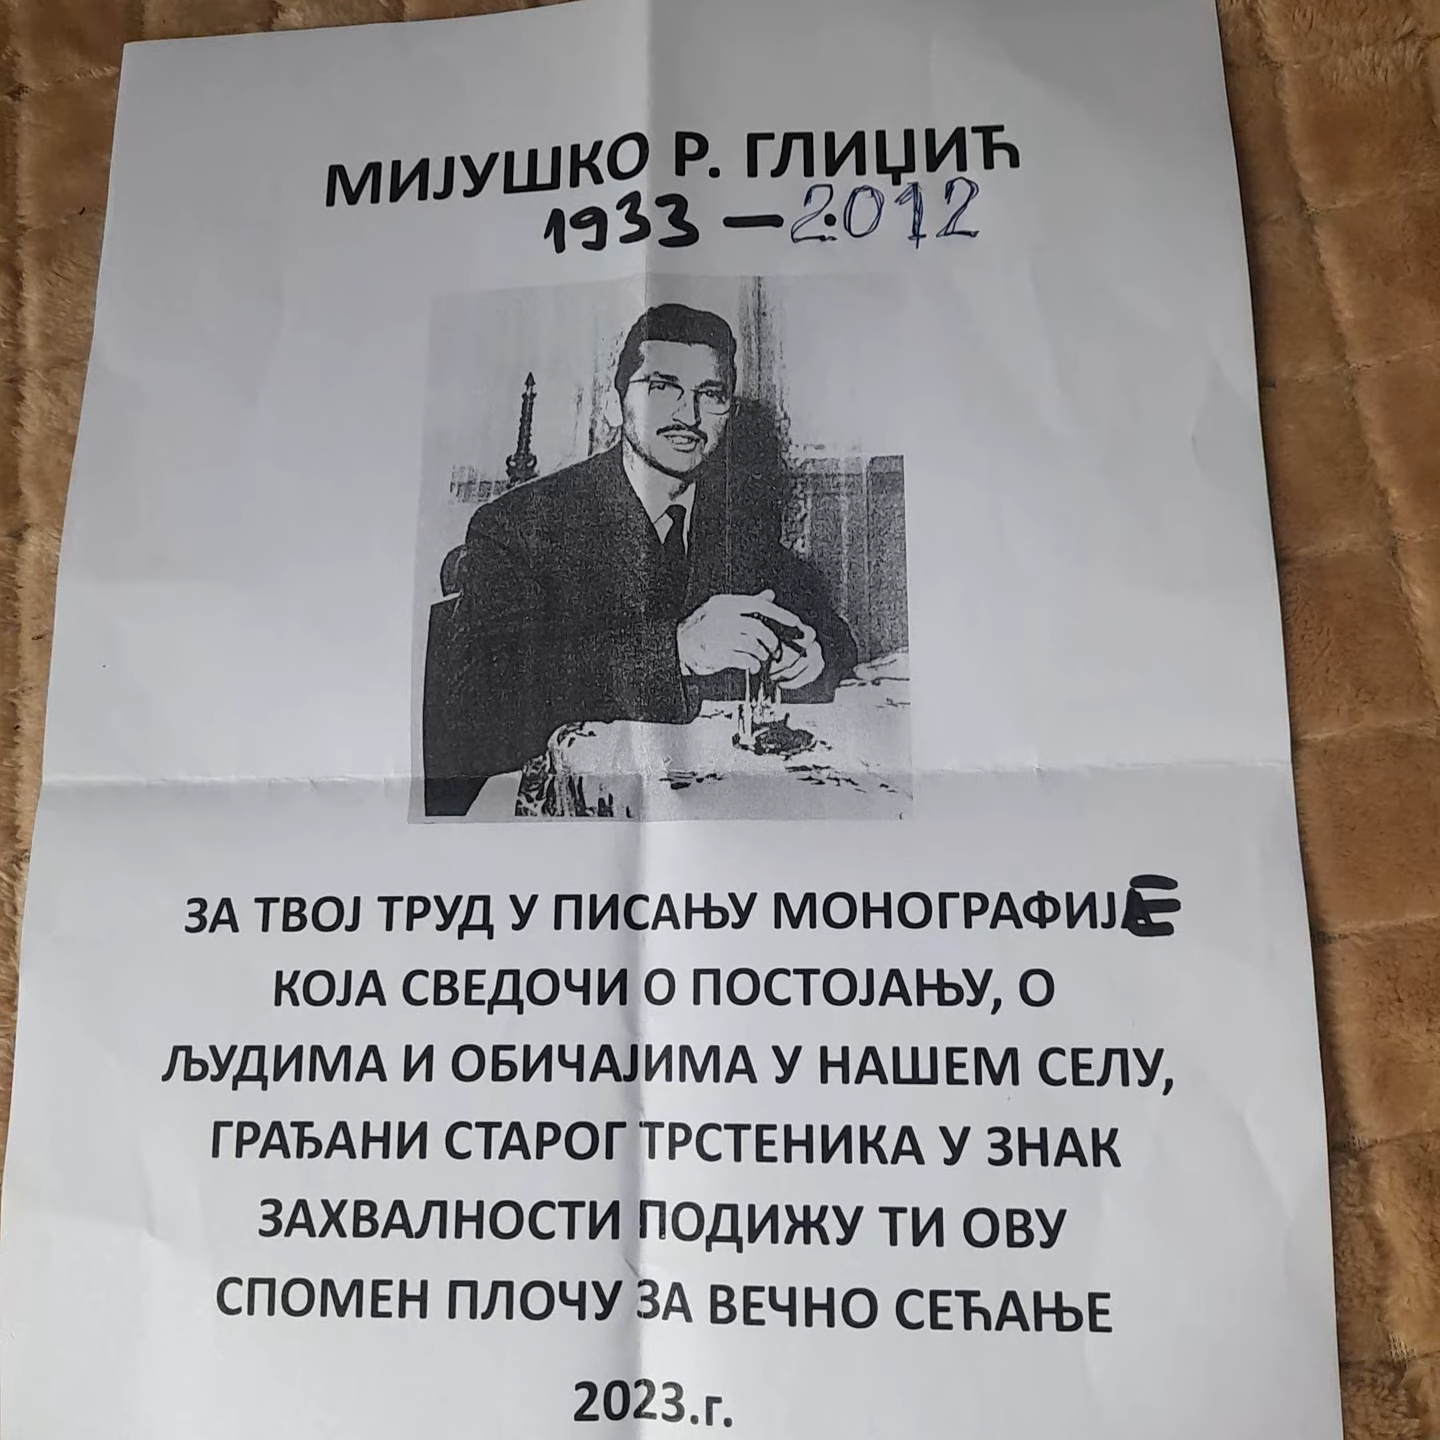 МИЈУШКО Р. ГЛИЏИЋ
1933 – 2012
ЗА ТВОЈ ТРУД У ПИСАЊУ МОНОГРАФИЈЕ
КОЈА СВЕДОЧИ О ПОСТОЈАЊУ, О
ЉУДИМА И ОБИЧАЈИМА У НАШЕМ СЕЛУ,
ГРАЂАНИ СТАРОГ ТРСТЕНИКА У ЗНАК
ЗАХВАЛНОСТИ ПОДИЖУ ТИ ОВУ
СПОМЕН ПЛОЧУ ЗА ВЕЧНО СЕЋАЊЕ
2023.г.